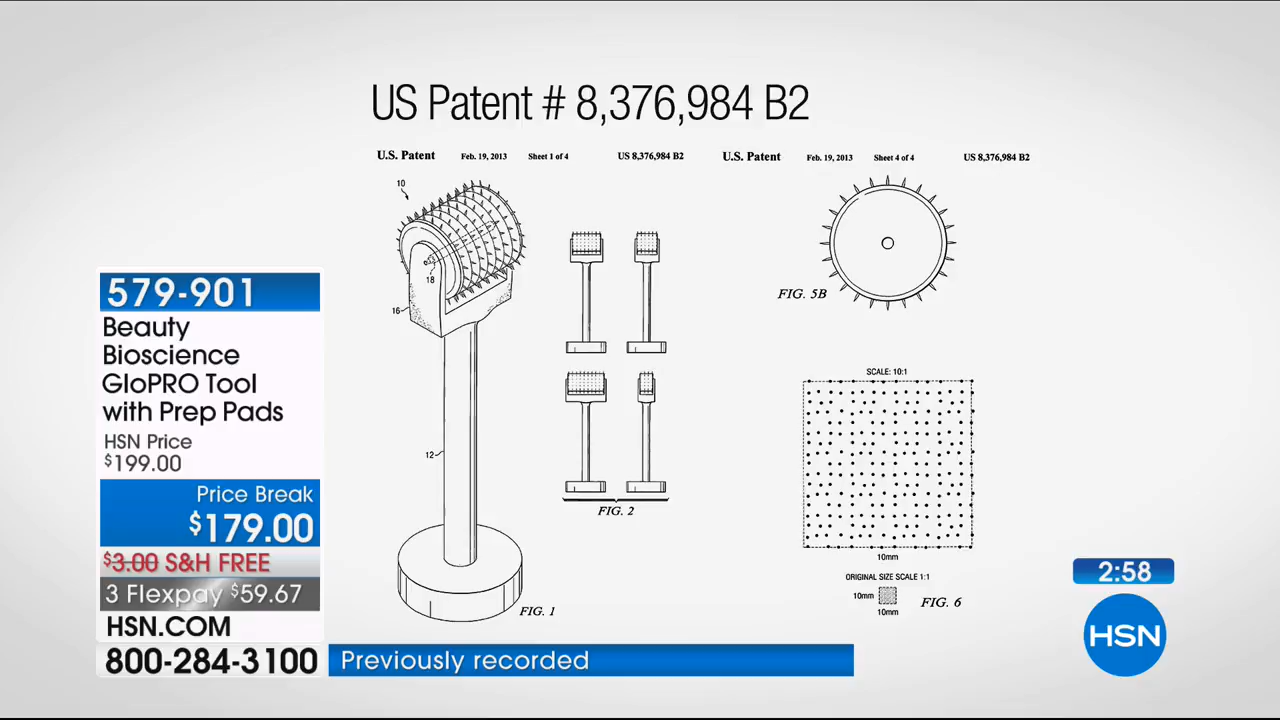 US Patent # 8,376,984 B2
U.S. Patent Feb. 19, 2013 Sheet 1 of 4 US 8,376,984 B2
U.S. Patent Feb. 19, 2013 Sheet 4 of 4 US 8,376,984 B2
10
18
16
12
FIG. 1
FIG. 2
FIG. 5B
SCALE: 10:1
10mm
ORIGINAL SIZE SCALE 1:1
10mm
10mm
FIG. 6
579-901
Beauty
Bioscience
GloPRO Tool
with Prep Pads
HSN Price
$199.00
Price Break
$179.00
$3.00 S&H FREE
3 Flexpay $59.67
HSN.COM
800-284-3100
Previously recorded
2:58
HSN